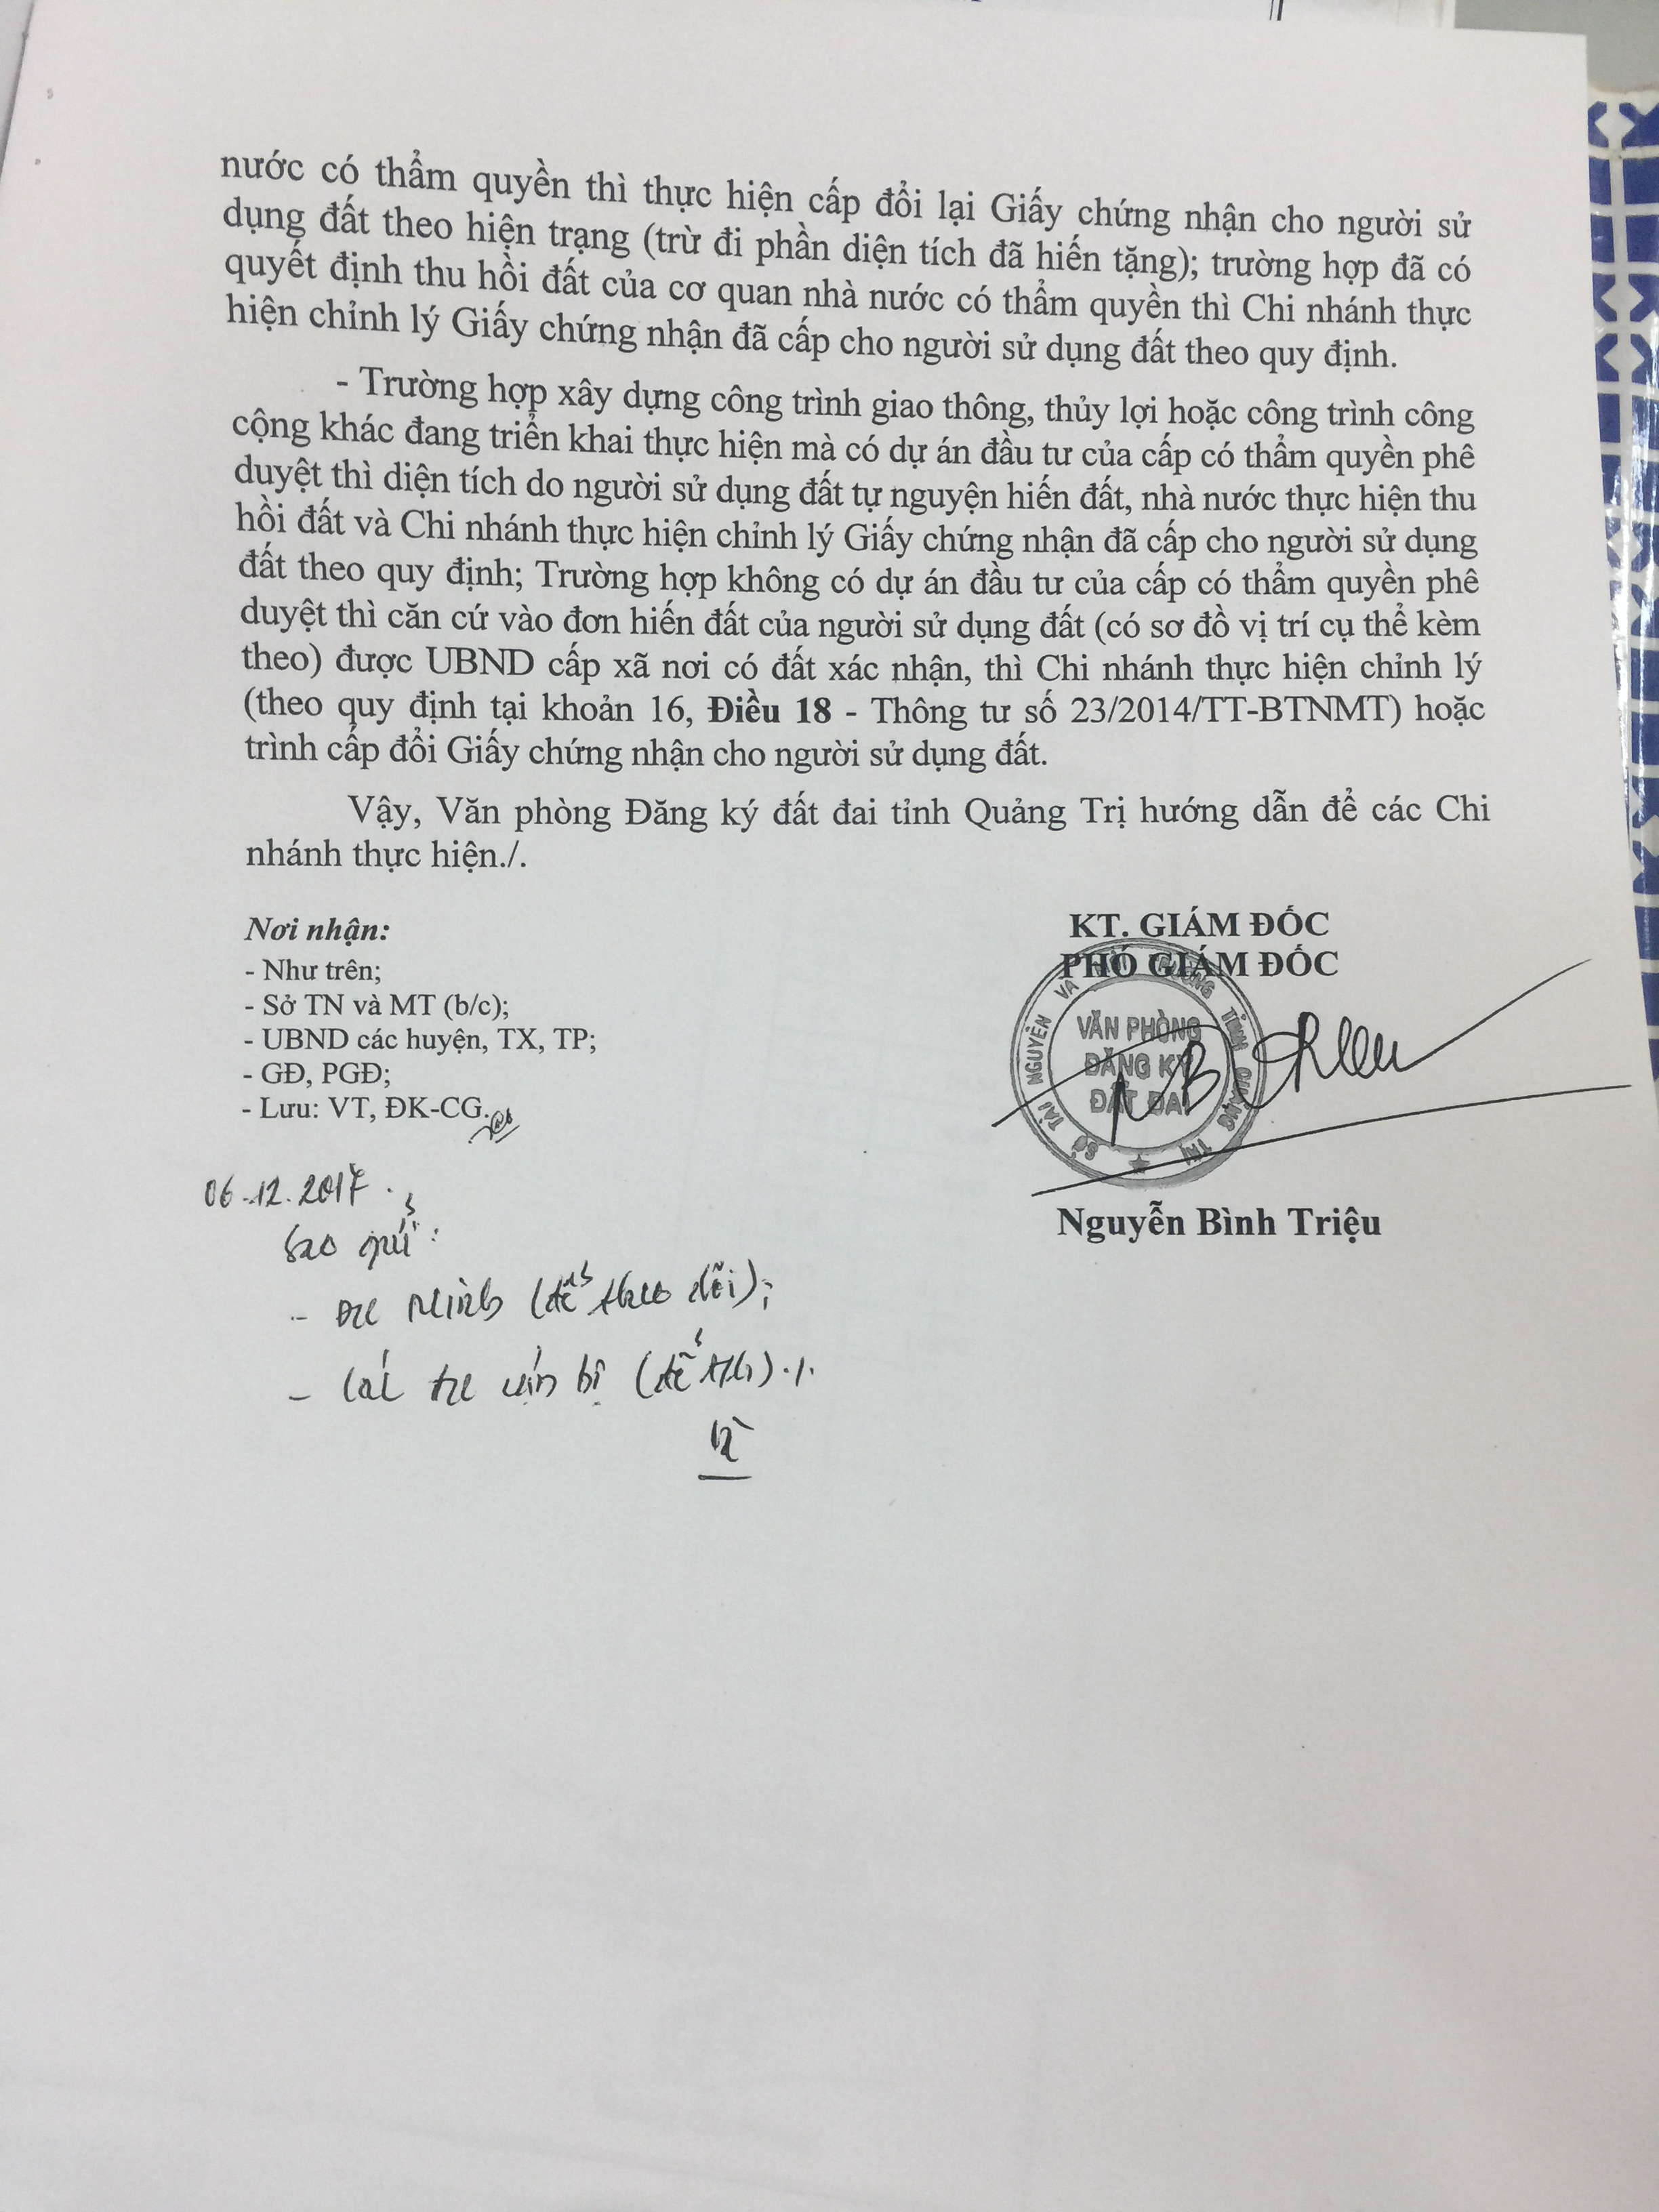 nước có thẩm quyền thì thực hiện cấp đổi lại Giấy chứng nhận cho người sử
dụng đất theo hiện trạng (trừ đi phần diện tích đã hiến tặng); trường hợp đã có
quyết định thu hồi đất của cơ quan nhà nước có thẩm quyền thì Chi nhánh thực
hiện chỉnh lý Giấy chứng nhận đã cấp cho người sử dụng đất theo quy định.
- Trường hợp xây dựng công trình giao thông, thủy lợi hoặc công trình công
cộng khác đang triển khai thực hiện mà có dự án đầu tư của cấp có thẩm quyền phê
duyệt thì diện tích do người sử dụng đất tự nguyện hiến đất, nhà nước thực hiện thu
hồi đất và Chi nhánh thực hiện chỉnh lý Giấy chứng nhận đã cấp cho người sử dụng
đất theo quy định; Trường hợp không có dự án đầu tư của cấp có thẩm quyền phê
duyệt thì căn cứ vào đơn hiến đất của người sử dụng đất (có sơ đồ vị trí cụ thể kèm
theo) được UBND cấp xã nơi có đất xác nhận, thì Chi nhánh thực hiện chỉnh lý
(theo quy định tại khoản 16, Điều 18 - Thông tư số 23/2014/TT-BTNMT) hoặc
trình cấp đổi Giấy chứng nhận cho người sử dụng đất.
Vậy, Văn phòng Đăng ký đất đai tỉnh Quảng Trị hướng dẫn để các Chi
nhánh thực hiện./.
Nơi nhận:
- Như trên;
- Sở TN và MT (b/c);
- UBND các huyện, TX, TP;
- GĐ, PGĐ;
- Lưu: VT, ĐK-CG.
KT. GIÁM ĐỐC
PHÓ GIÁM ĐỐC
SỞ TÀI NGUYÊN VÀ MÔI TRƯỜNG TỈNH QUẢNG TRỊ
VĂN PHÒNG
ĐĂNG KÝ
ĐẤT ĐAI
Nguyễn Bình Triệu
06.12.2017.
Sao gửi:
- Minh (để theo dõi);
- Các cán bộ (để